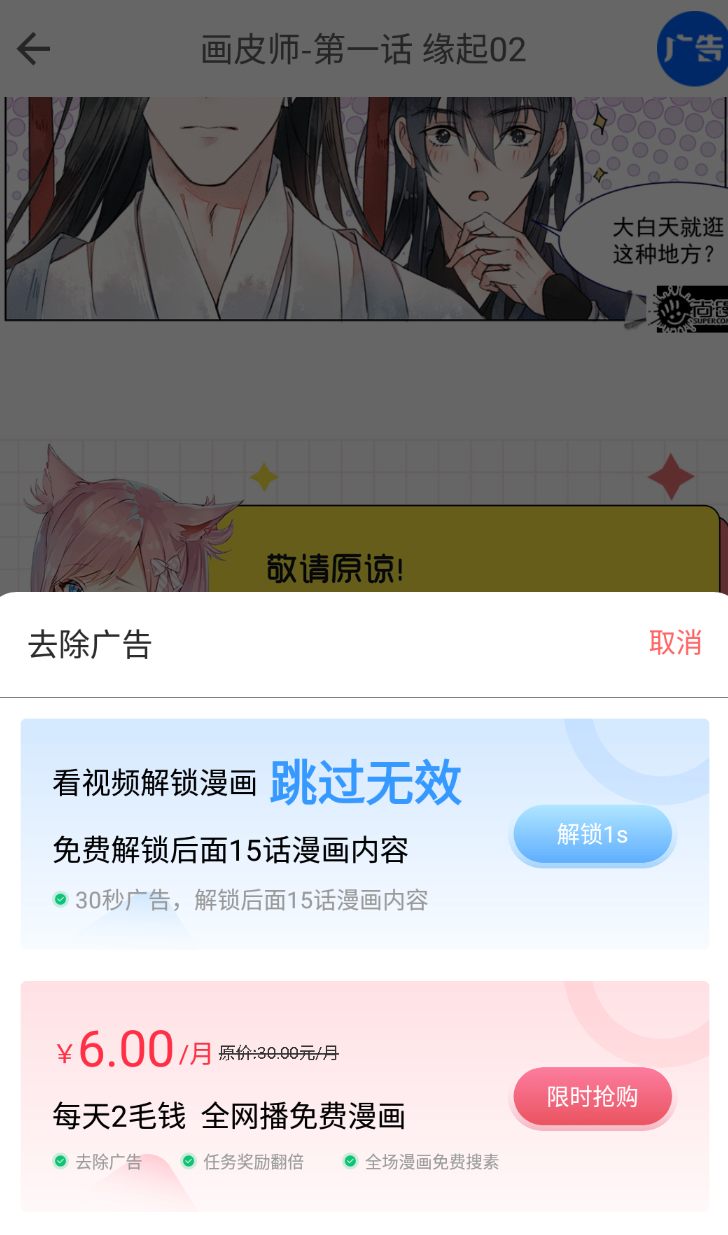 画皮师-第一话 缘起02
广告
大白天就逛
这种地方？
SUPERCO
敬请原谅!
去除广告
取消
看视频解锁漫画 跳过无效
免费解锁后面15话漫画内容
解锁1s
30秒广告，解锁后面15话漫画内容
¥6.00/月 原价:30.00元/月
每天2毛钱 全网播免费漫画
限时抢购
去除广告 任务奖励翻倍 全场漫画免费搜素